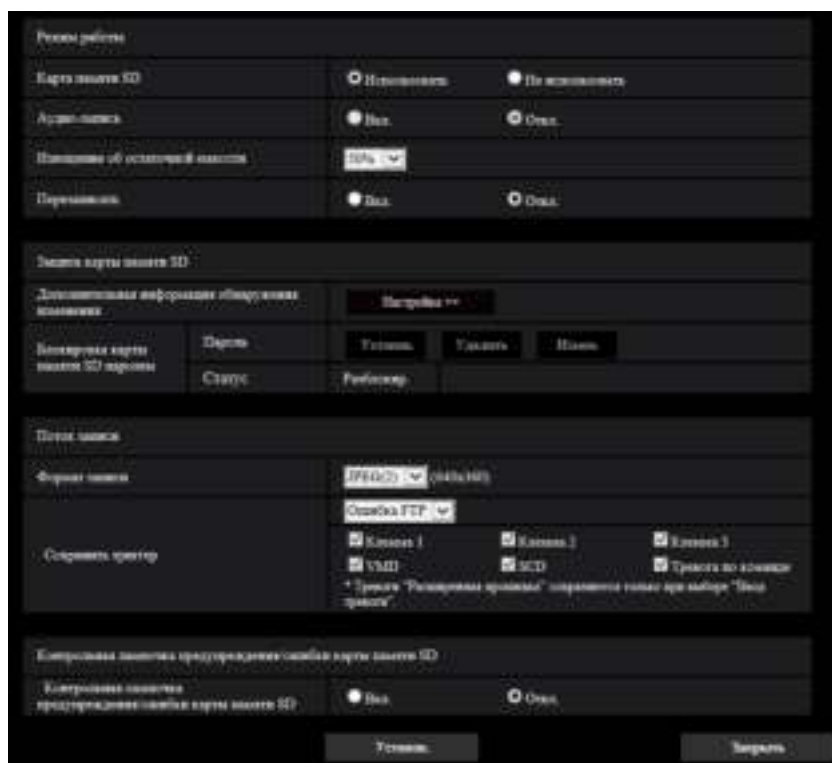 Режим работы
Карта памяти SD
Использовать
Не использовать
Аудио-запись
Вкл.
Откл.
Извещение об остаточной емкости
50%
Перезапись
Вкл.
Откл.
Защита карты памяти SD
Дополнительная информация обнаружения
изменения
Настройка >>
Блокировка карты
памяти SD паролем
Пароль
Установ.
Удалить
Измен.
Статус
Разблокир.
Поток записи
Формат записи
JPEG(2)
(640x360)
Сохранить триггер
Ошибка FTP
Клемма 1
Клемма 2
Клемма 3
VMD
SCD
Тревога по команде
* Тревоги "Расширенная программа" сохраняется только при выборе "Ввод
тревоги".
Контрольная лампочка предупреждения/ошибки карты памяти SD
Контрольная лампочка
предупреждения/ошибки карты памяти SD
Вкл.
Откл.
Установ.
Закрыть